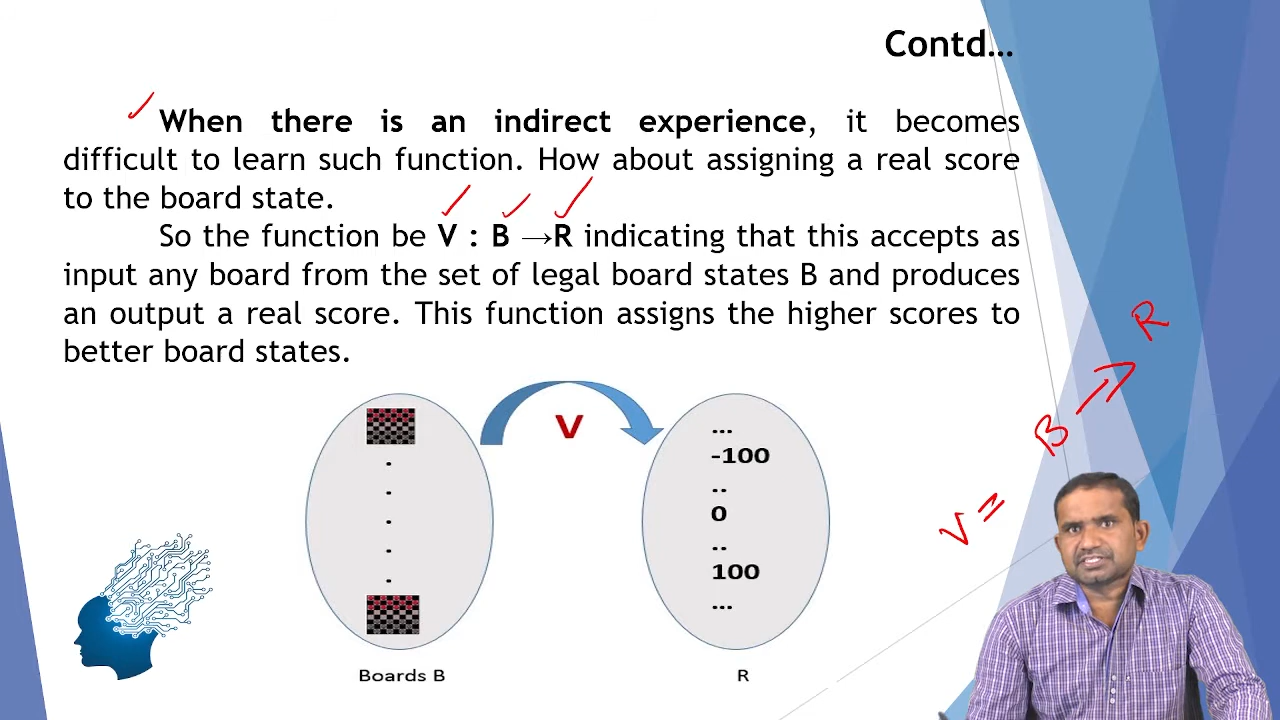 Contd...
When there is an indirect experience, it becomes
difficult to learn such function. How about assigning a real score
to the board state.
So the function be V : B →R indicating that this accepts as
input any board from the set of legal board states B and produces
an output a real score. This function assigns the higher scores to
better board states.
V
...
-100
..
0
..
100
...
Boards B
R
V = B → R